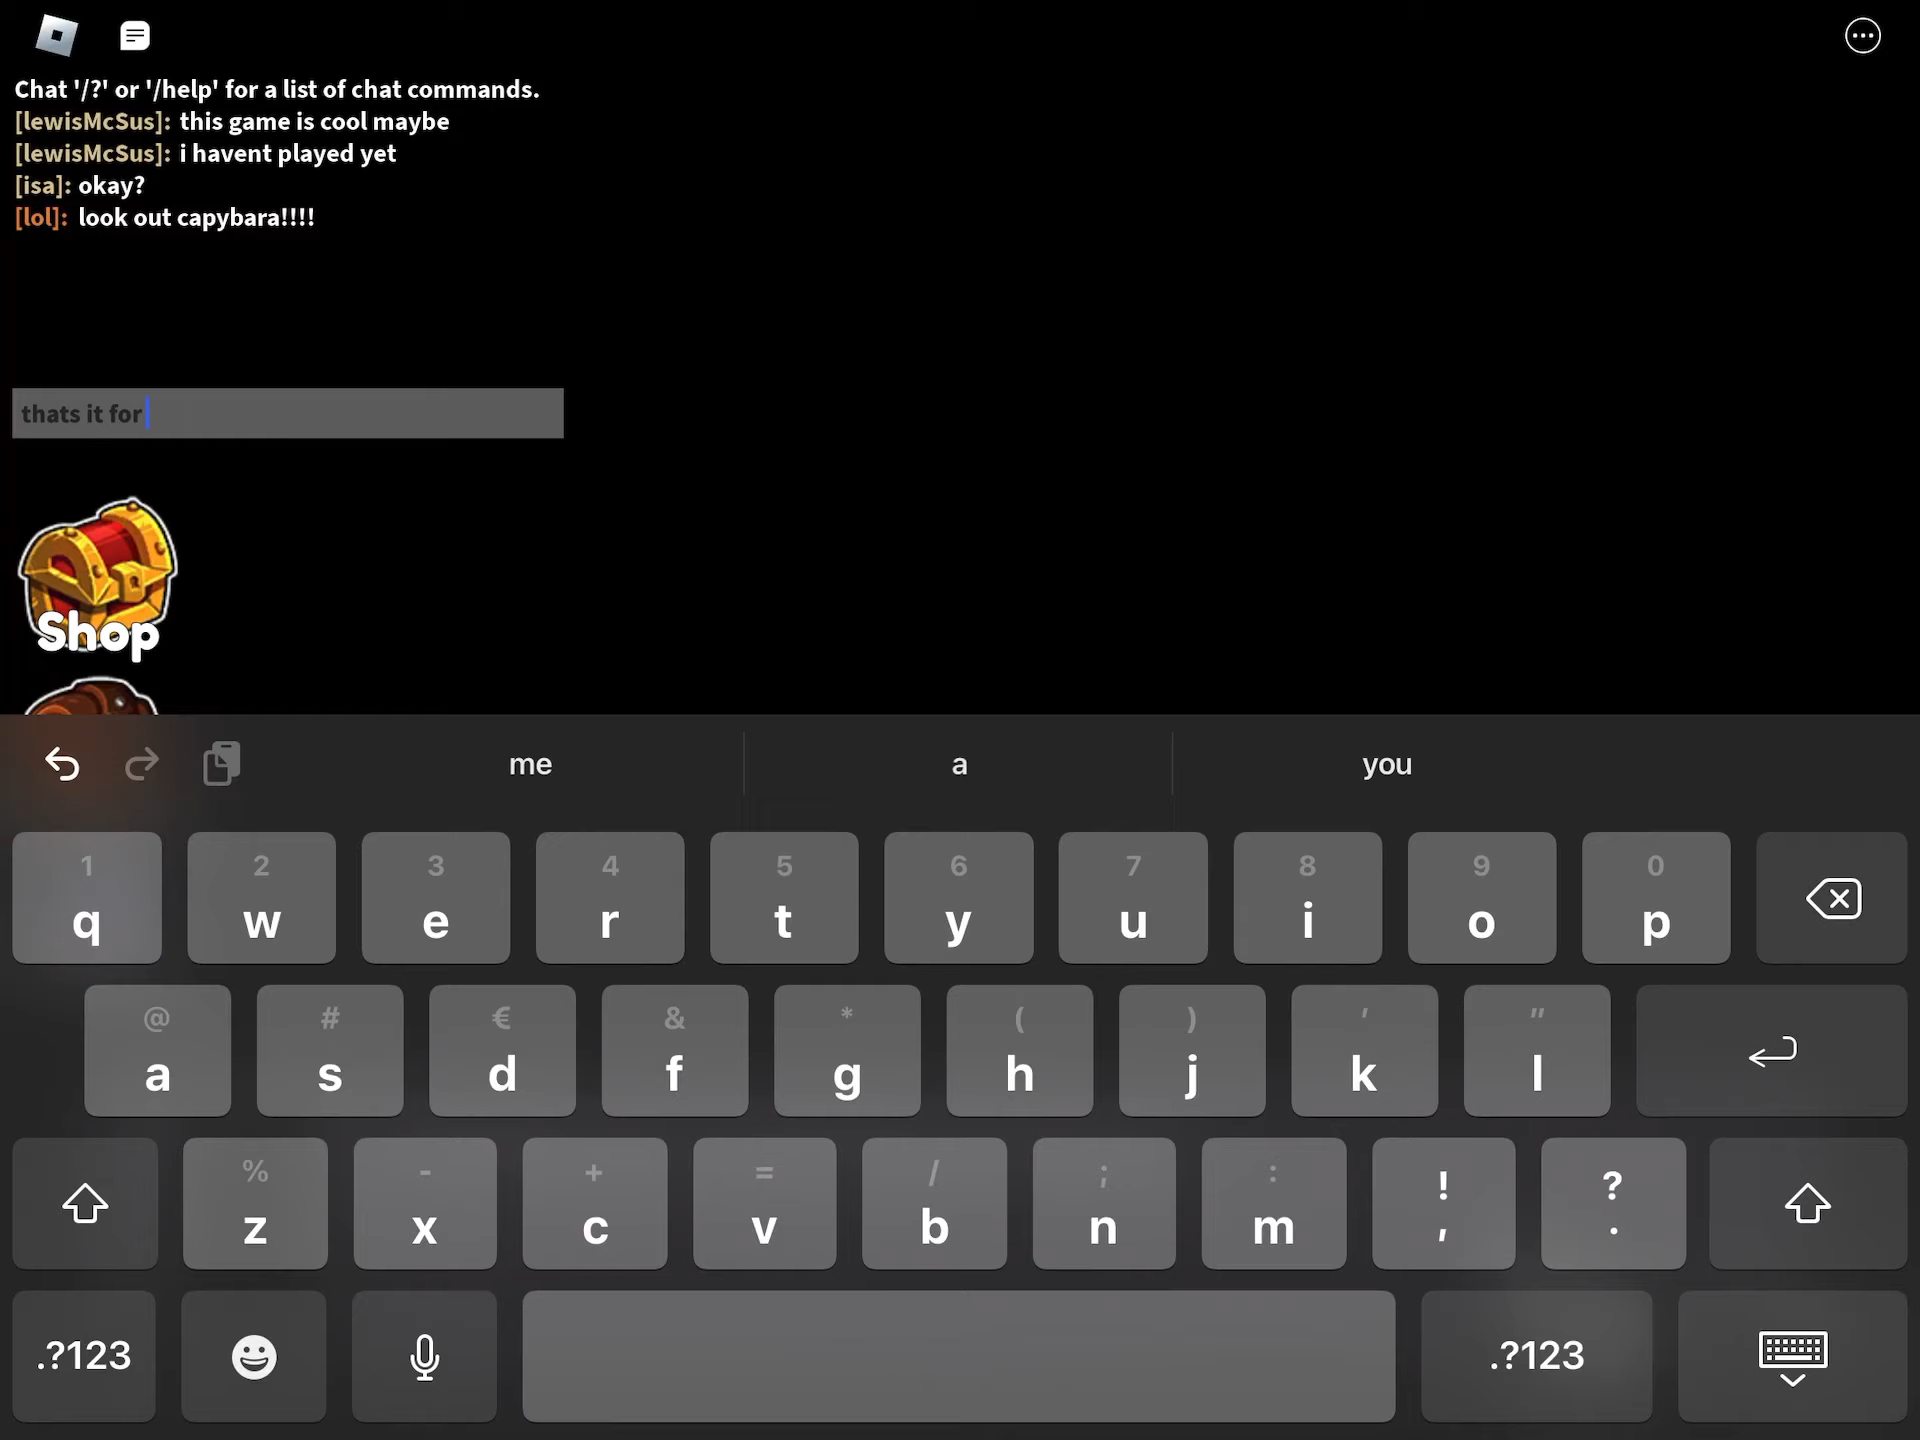 Chat '/?' or '/help' for a list of chat commands.
[lewisMcSus]: this game is cool maybe
[lewisMcSus]: i havent played yet
[isa]: okay?
[lol]: look out capybara!!!!
thats it for
Shop
me a you
1 2 3 4 5 6 7 8 9 0
q w e r t y u i o p
@ # € & * ( ) ' "
a s d f g h j k l
% - + = / ; : ! ?
z x c v b n m , .
.?123 .?123